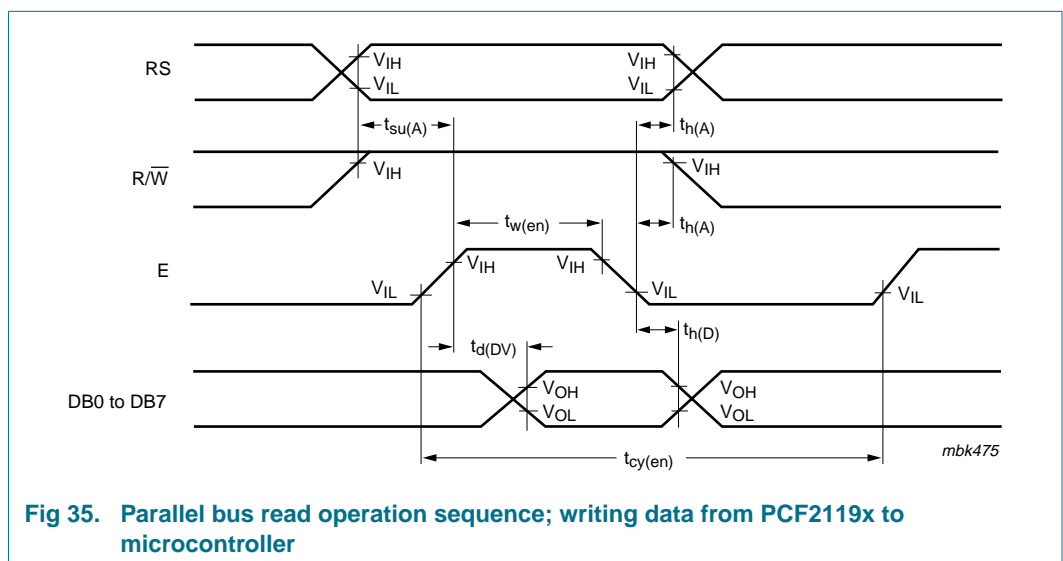 RS
VIH
VIL
VIH
VIL
tsu(A)
th(A)
R/W̅
VIH
VIH
tw(en)
th(A)
E
VIL
VIH
VIH
VIL
VIL
td(DV)
th(D)
DB0 to DB7
VOH
VOL
VOH
VOL
tcy(en)
mbk475
Fig 35. Parallel bus read operation sequence; writing data from PCF2119x to
microcontroller